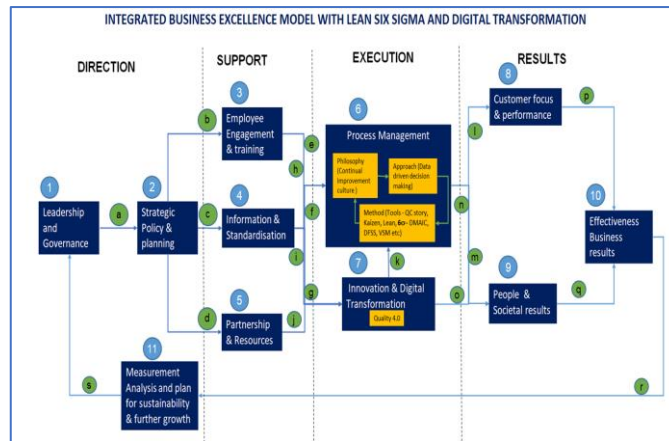 INTEGRATED BUSINESS EXCELLENCE MODEL WITH LEAN SIX SIGMA AND DIGITAL TRANSFORMATION
DIRECTION
SUPPORT
EXECUTION
RESULTS
1
Leadership
and
Governance
a
2
Strategic
Policy &
planning
b
c
d
3
Employee
Engagement
& training
4
Information &
Standardisation
5
Partnership
& Resources
e
h
f
i
g
j
6
Process Management
Philosophy
(Continual
improvement
culture )
Approach (Data
driven decision
making)
Method (Tools - QC story,
Kaizen, Lean, 6σ- DMAIC,
DFSS, VSM etc)
k
7
Innovation & Digital
Transformation
Quality 4.0
l
n
m
o
8
Customer focus
& performance
p
9
People &
Societal results
q
10
Effectiveness
Business
results
r
11
Measurement
Analysis and plan
for sustainability
& further growth
s